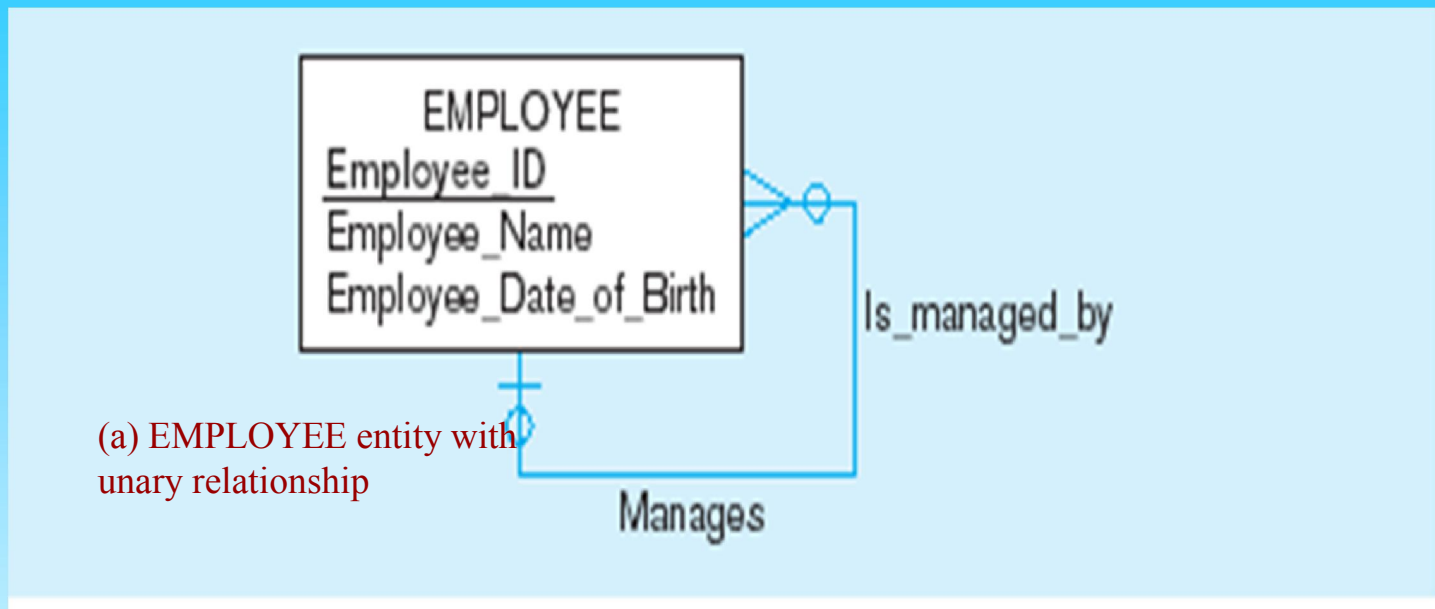 EMPLOYEE
Employee_ID
Employee_Name
Employee_Date_of_Birth
Is_managed_by
(a) EMPLOYEE entity with
unary relationship
Manages